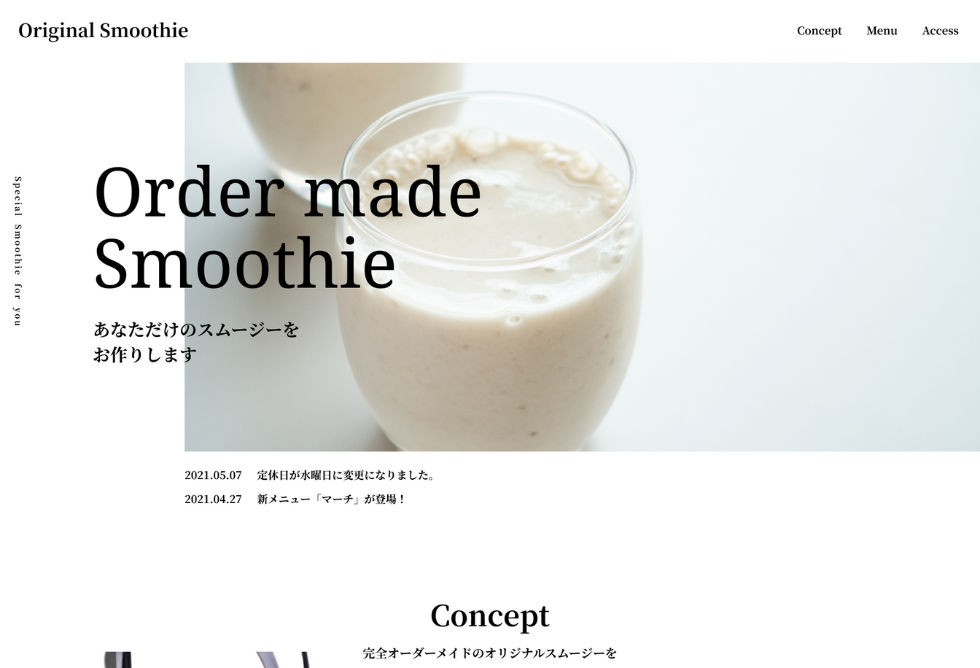 Original Smoothie
Concept
Menu
Access
Special Smoothie for you
Order made
Smoothie
あなただけのスムージーを
お作りします
2021.05.07 定休日が水曜日に変更になりました。
2021.04.27 新メニュー「マーチ」が登場！
Concept
完全オーダーメイドのオリジナルスムージーを